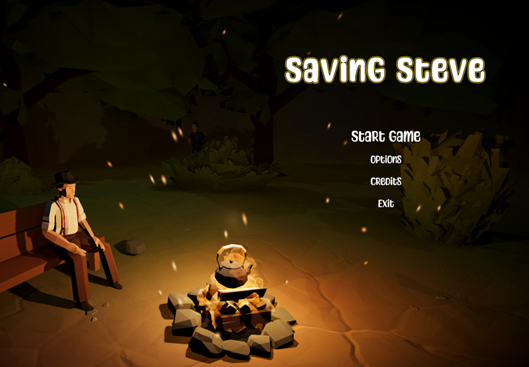 Saving Steve
Start Game
Options
Credits
Exit